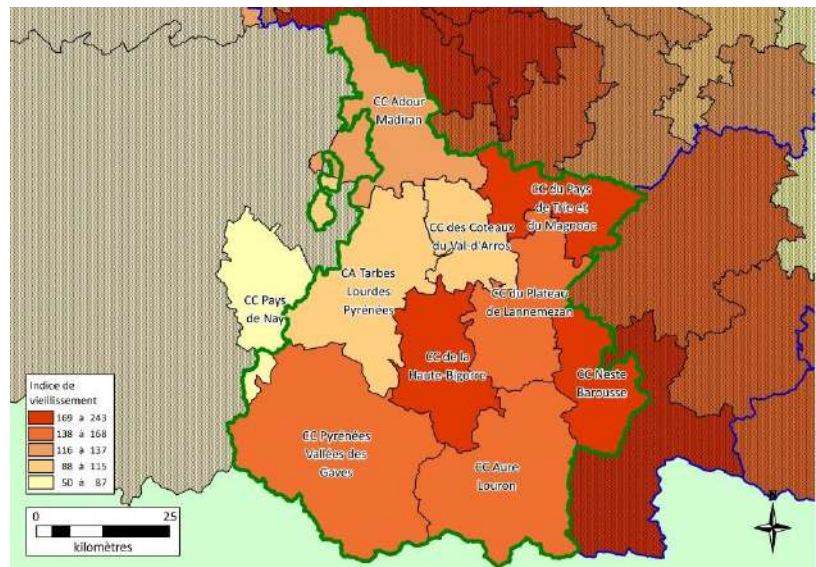 CC Adour
Madiran
CC du Pays
de Trie et
du Magnoac
CC des Coteaux
du Val-d'Arros
CA Tarbes
Lourdes
Pyrénées
CC Pays
de Nay
CC du Plateau
de Lannemezan
CC de la
Haute-Bigorre
CC Neste
Barousse
CC Pyrénées
Vallées des
Gaves
CC Aure
Louron
Indice de
vieillissement
169 à 243
138 à 168
116 à 137
88 à 115
50 à 87
0 25
kilomètres
N